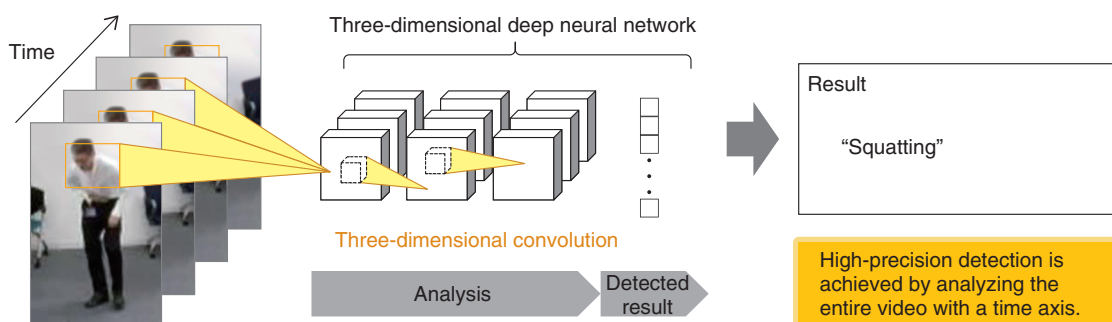 Time
Three-dimensional deep neural network
Three-dimensional convolution
Analysis
Detected
result
Result
“Squatting”
High-precision detection is
achieved by analyzing the
entire video with a time axis.